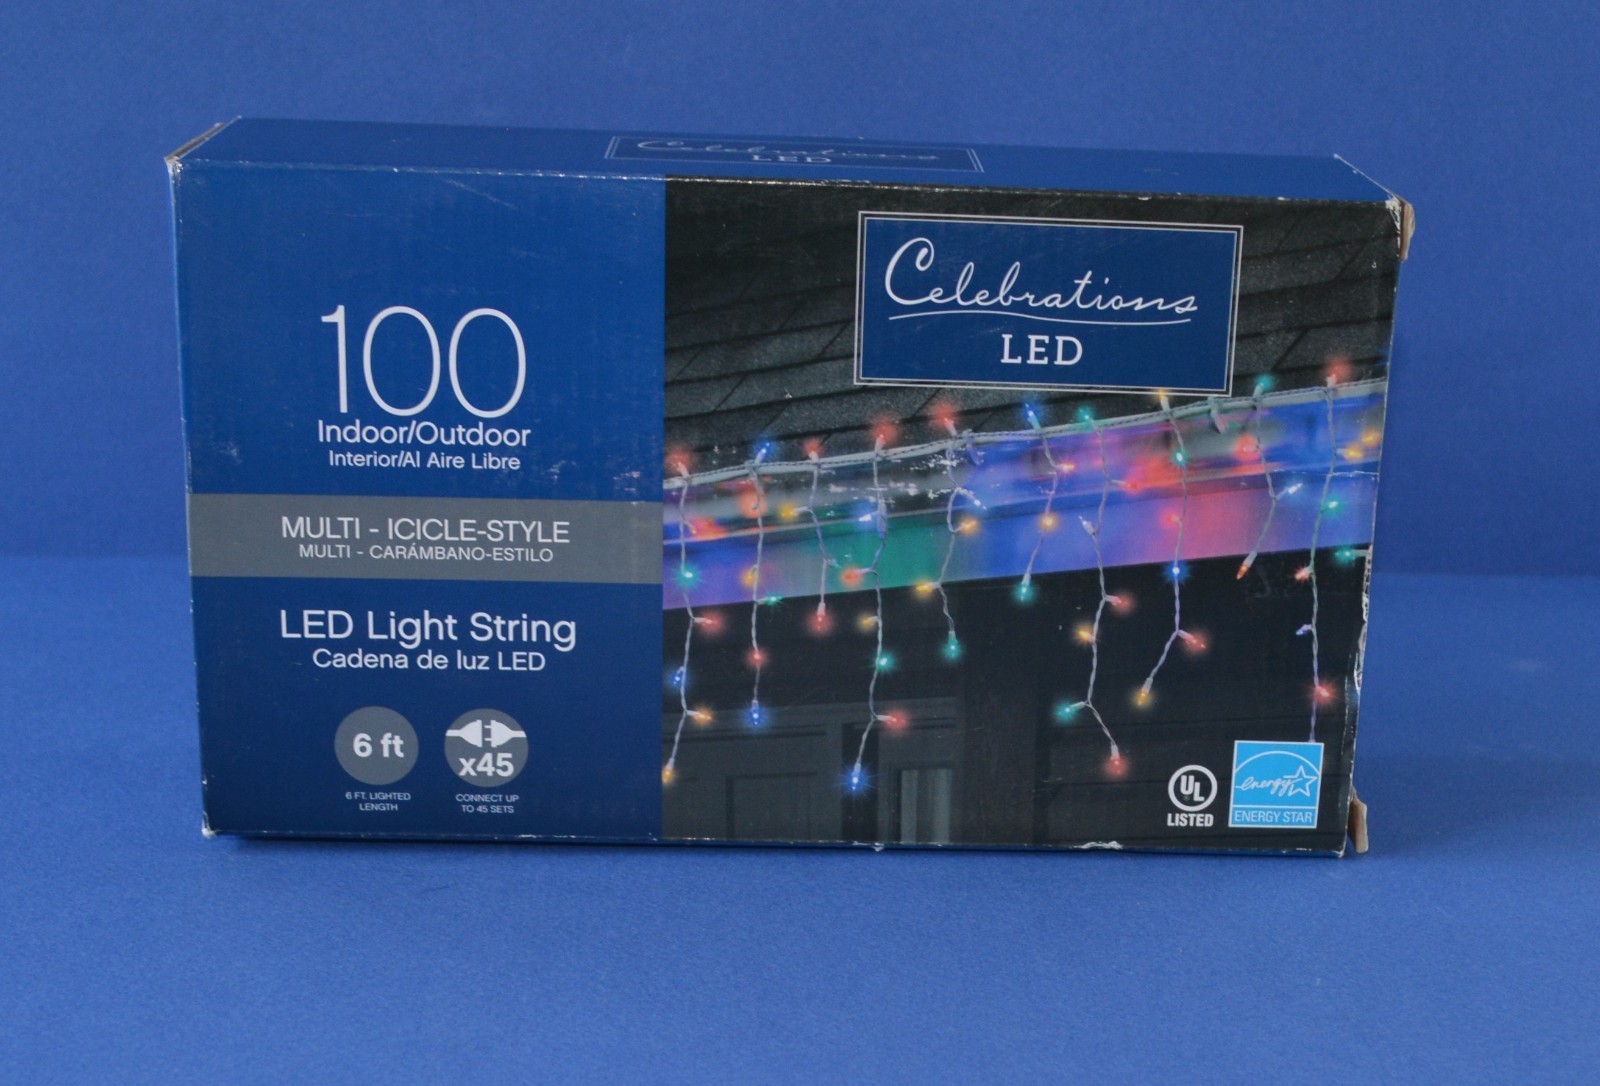 Celebrations
LED
100
Indoor/Outdoor
Interior/Al Aire Libre
MULTI - ICICLE-STYLE
MULTI - CARÁMBANO-ESTILO
LED Light String
Cadena de luz LED
6 ft
6 FT. LIGHTED
LENGTH
x45
CONNECT UP
TO 45 SETS
Celebrations
LED
UL
LISTED
energy
ENERGY STAR